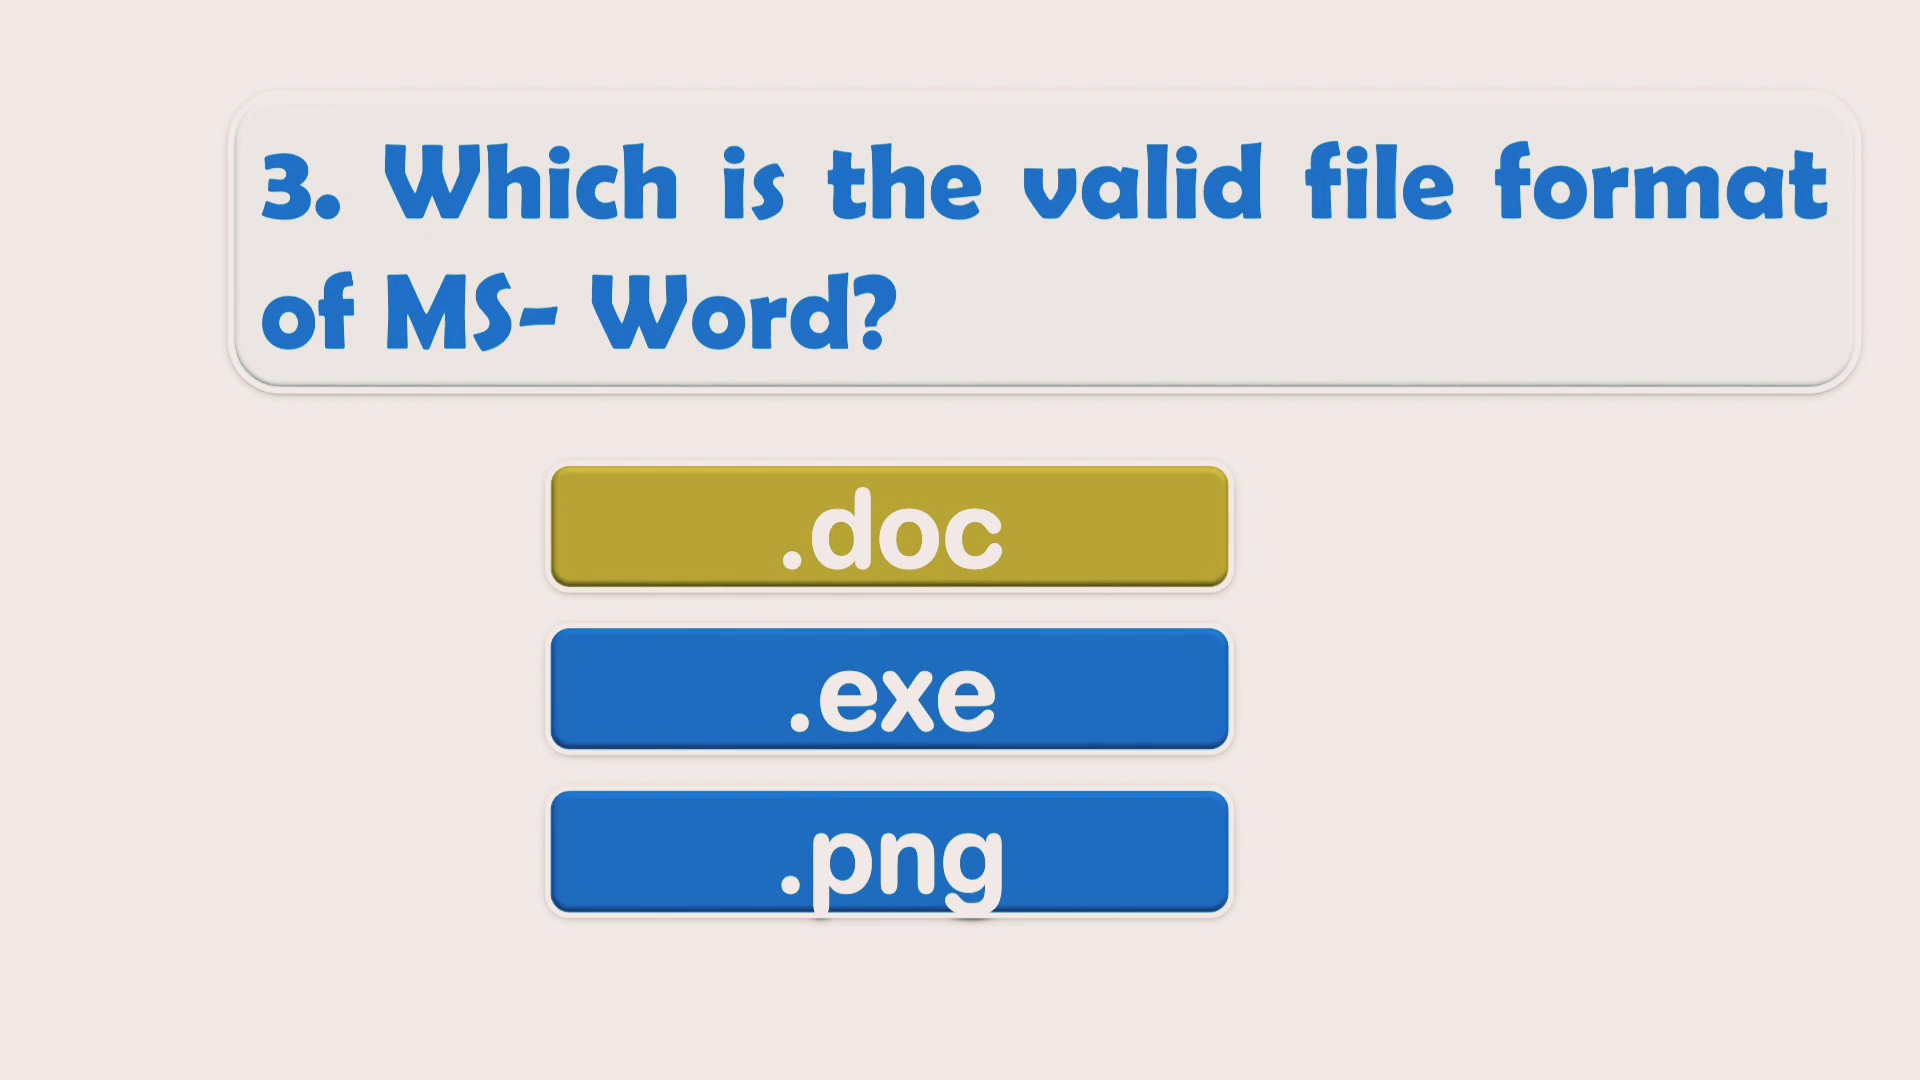 3. Which is the valid file format
of MS- Word?
.doc
.exe
.png